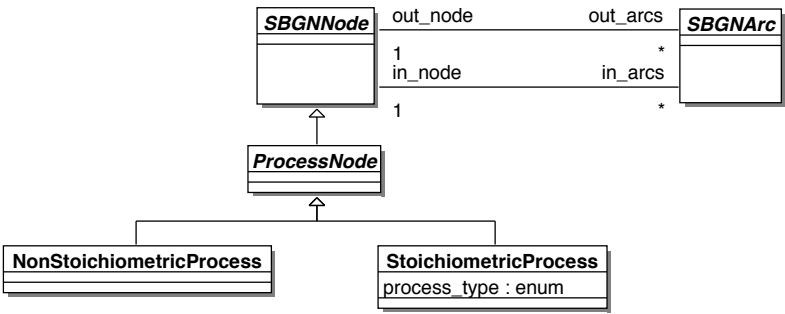 SBGNNode
out_node out_arcs
SBGNArc
1 *
in_node in_arcs
1 *
ProcessNode
NonStoichiometricProcess
StoichiometricProcess
process_type : enum